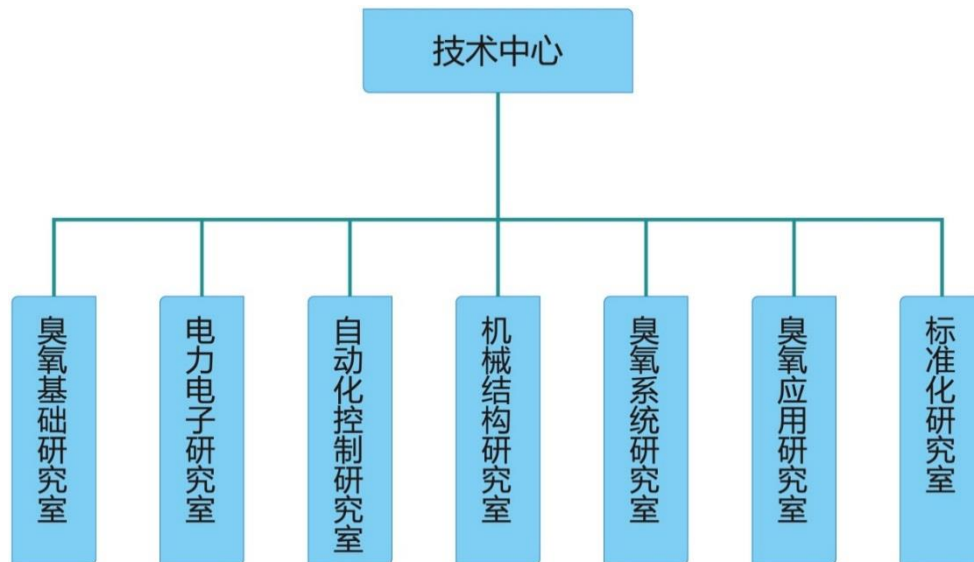 技术中心
臭氧基础研究室
电力电子研究室
自动化控制研究室
机械结构研究室
臭氧系统研究室
臭氧应用研究室
标准化研究室